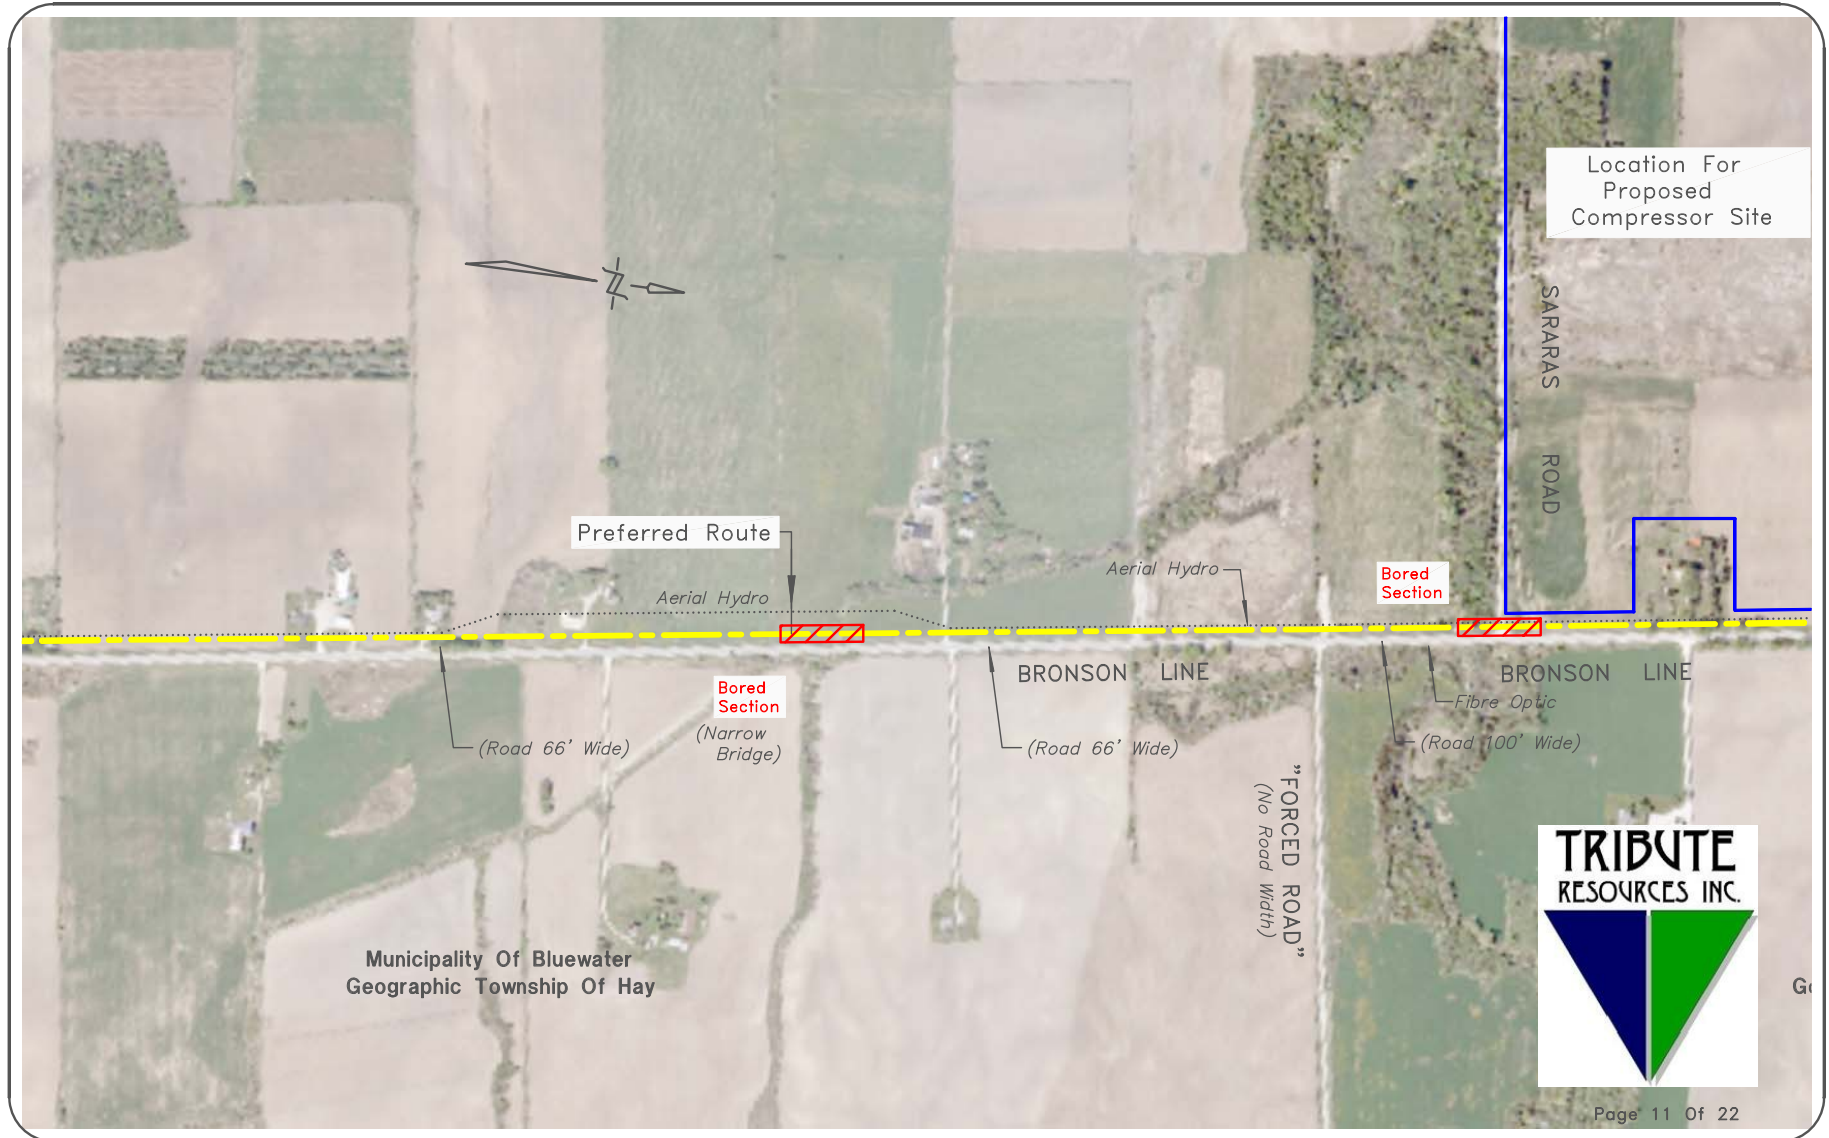 Location For
Proposed
Compressor Site
SARARAS ROAD
Preferred Route
Aerial Hydro
Aerial Hydro
Bored
Section
BRONSON LINE
BRONSON LINE
Bored
Section
(Narrow
Bridge)
Fibre Optic
(Road 66' Wide)
(Road 66' Wide)
(Road 100' Wide)
"FORCED ROAD"
(No Road Width)
TRIBUTE
RESOURCES INC.
Municipality Of Bluewater
Geographic Township Of Hay
Page 11 Of 22